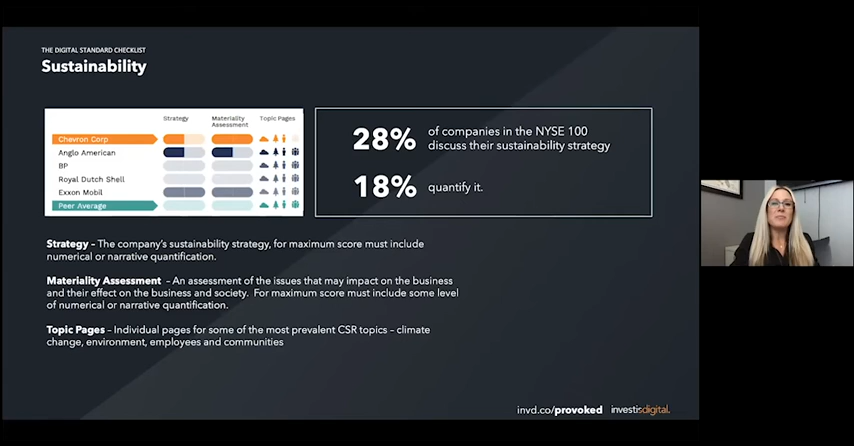 THE DIGITAL STANDARD CHECKLIST
Sustainability
Strategy
Materiality
Assessment
Topic Pages
Chevron Corp
Anglo American
BP
Royal Dutch Shell
Exxon Mobil
Peer Average
28%
of companies in the NYSE 100
discuss their sustainability strategy
18%
quantify it.
Strategy – The company's sustainability strategy, for maximum score must include
numerical or narrative quantification.
Materiality Assessment – An assessment of the issues that may impact on the business
and their effect on the business and society. For maximum score must include some level
of numerical or narrative quantification.
Topic Pages – Individual pages for some of the most prevalent CSR topics – climate
change, environment, employees and communities
invd.co/provoked
investisdigital.